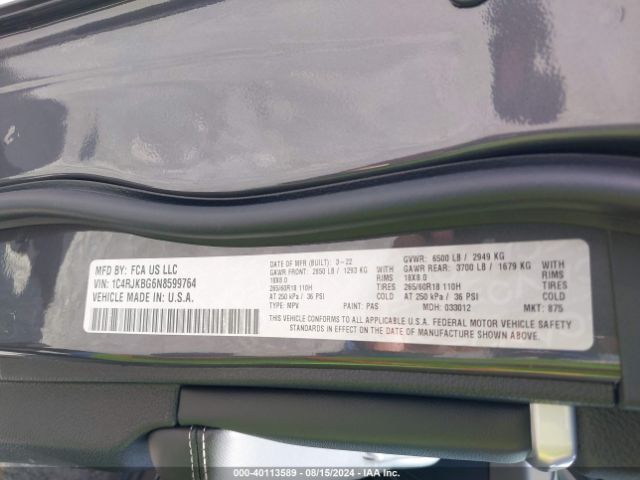 MFD BY: FCA US LLC
VIN: 1C4RJKBG6N8599764
VEHICLE MADE IN U.S.A.
DATE OF MFR (BUILT): 3-22 GVWR: 6500 LB / 2949 KG
GAWR FRONT: 2850 LB / 1293 KG WITH GAWR REAR: 3700 LB / 1679 KG WITH
18X8.0 RIMS 18X8.0 RIMS
265/60R18 110H TIRES 265/60R18 110H TIRES
AT 250 kPa / 36 PSI COLD AT 250 kPa / 36 PSI COLD
TYPE: MPV PAINT: PAS MDH: 033012 MKT: 875
THIS VEHICLE CONFORMS TO ALL APPLICABLE U.S.A. FEDERAL MOTOR VEHICLE SAFETY
STANDARDS IN EFFECT ON THE DATE OF MANUFACTURE SHOWN ABOVE.
000-40113589 - 08/15/2024 - IAAI.com